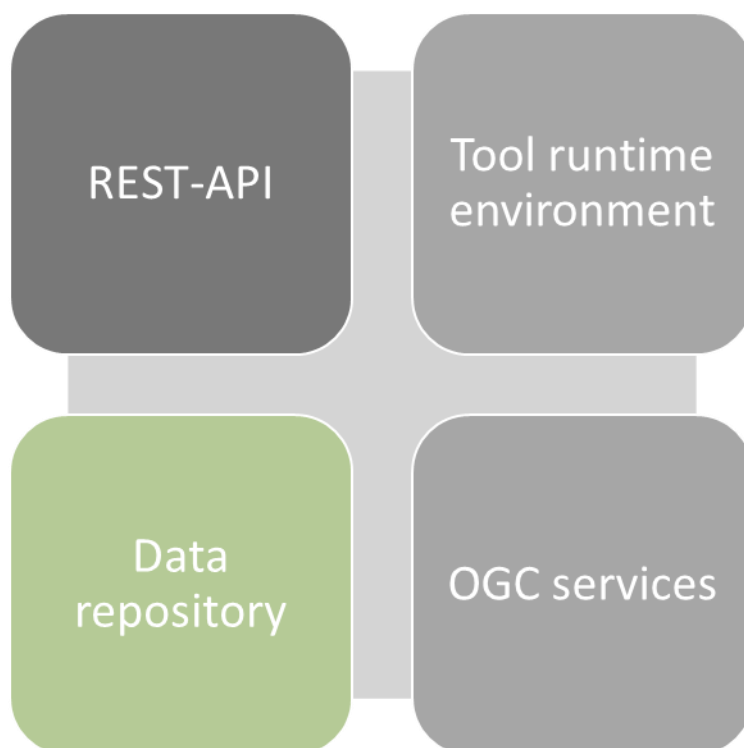 REST-API
Tool runtime
environment
Data
repository
OGC services